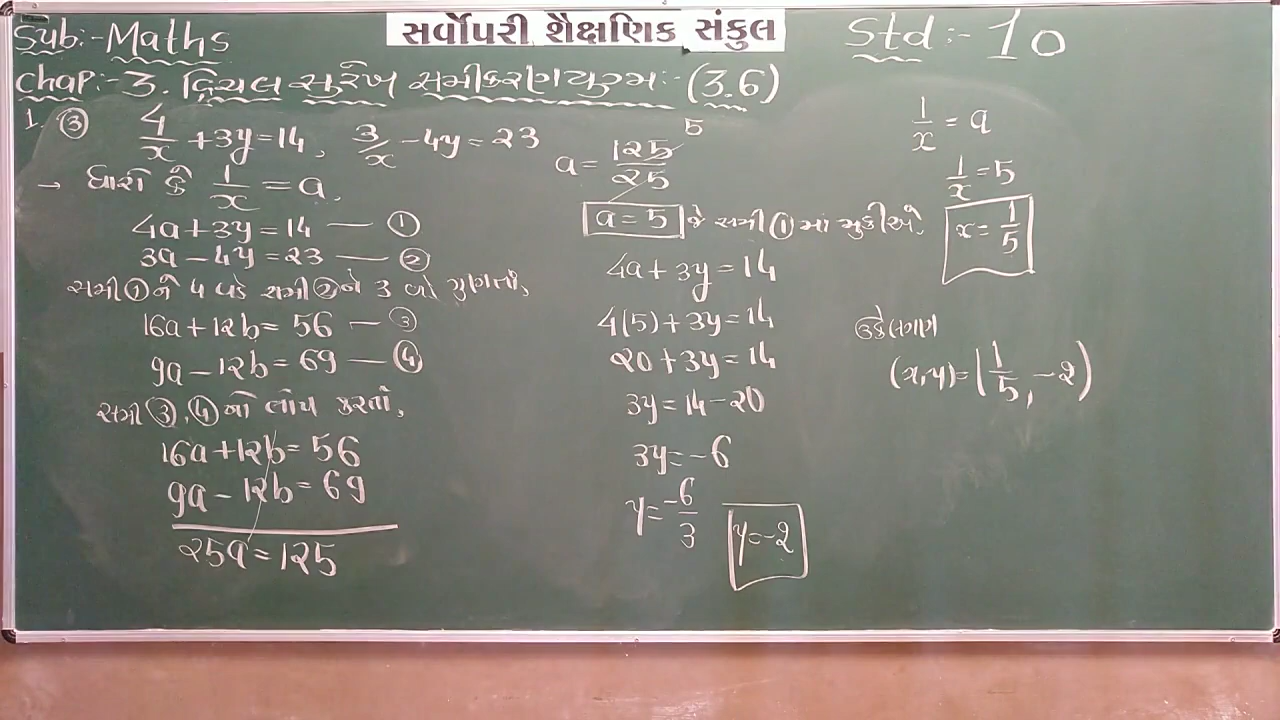 Sub:- Maths
સર્વોપરી શૈક્ષણિક સંકુલ
Std :- 10
Chap:- 3. દ્વિચલ સુરેખ સમીકરણયુગ્મ:- (3.6)
1. ③ 4/x + 3y = 14, 3/x - 4y = 23
→ ધારો કે 1/x = a.
4a + 3y = 14 — ①
3a - 4y = 23 — ②
સમી ① ને 4 વડે સમી ② ને 3 વડે ગુણતાં,
16a + 12b = 56 — ③
9a - 12b = 69 — ④
સમી ③, ④ નો લોપ કરતાં,
16a + 12b = 56
9a - 12b = 69
25a = 125
5
a = 125/25
a = 5 જે સમી ① માં મુકીએ.
4a + 3y = 14
4(5) + 3y = 14
20 + 3y = 14
3y = 14 - 20
3y = -6
y = -6/3
y = -2
1/x = a
1/x = 5
x = 1/5
ઉકેલગણ
(x, y) = (1/5, -2)